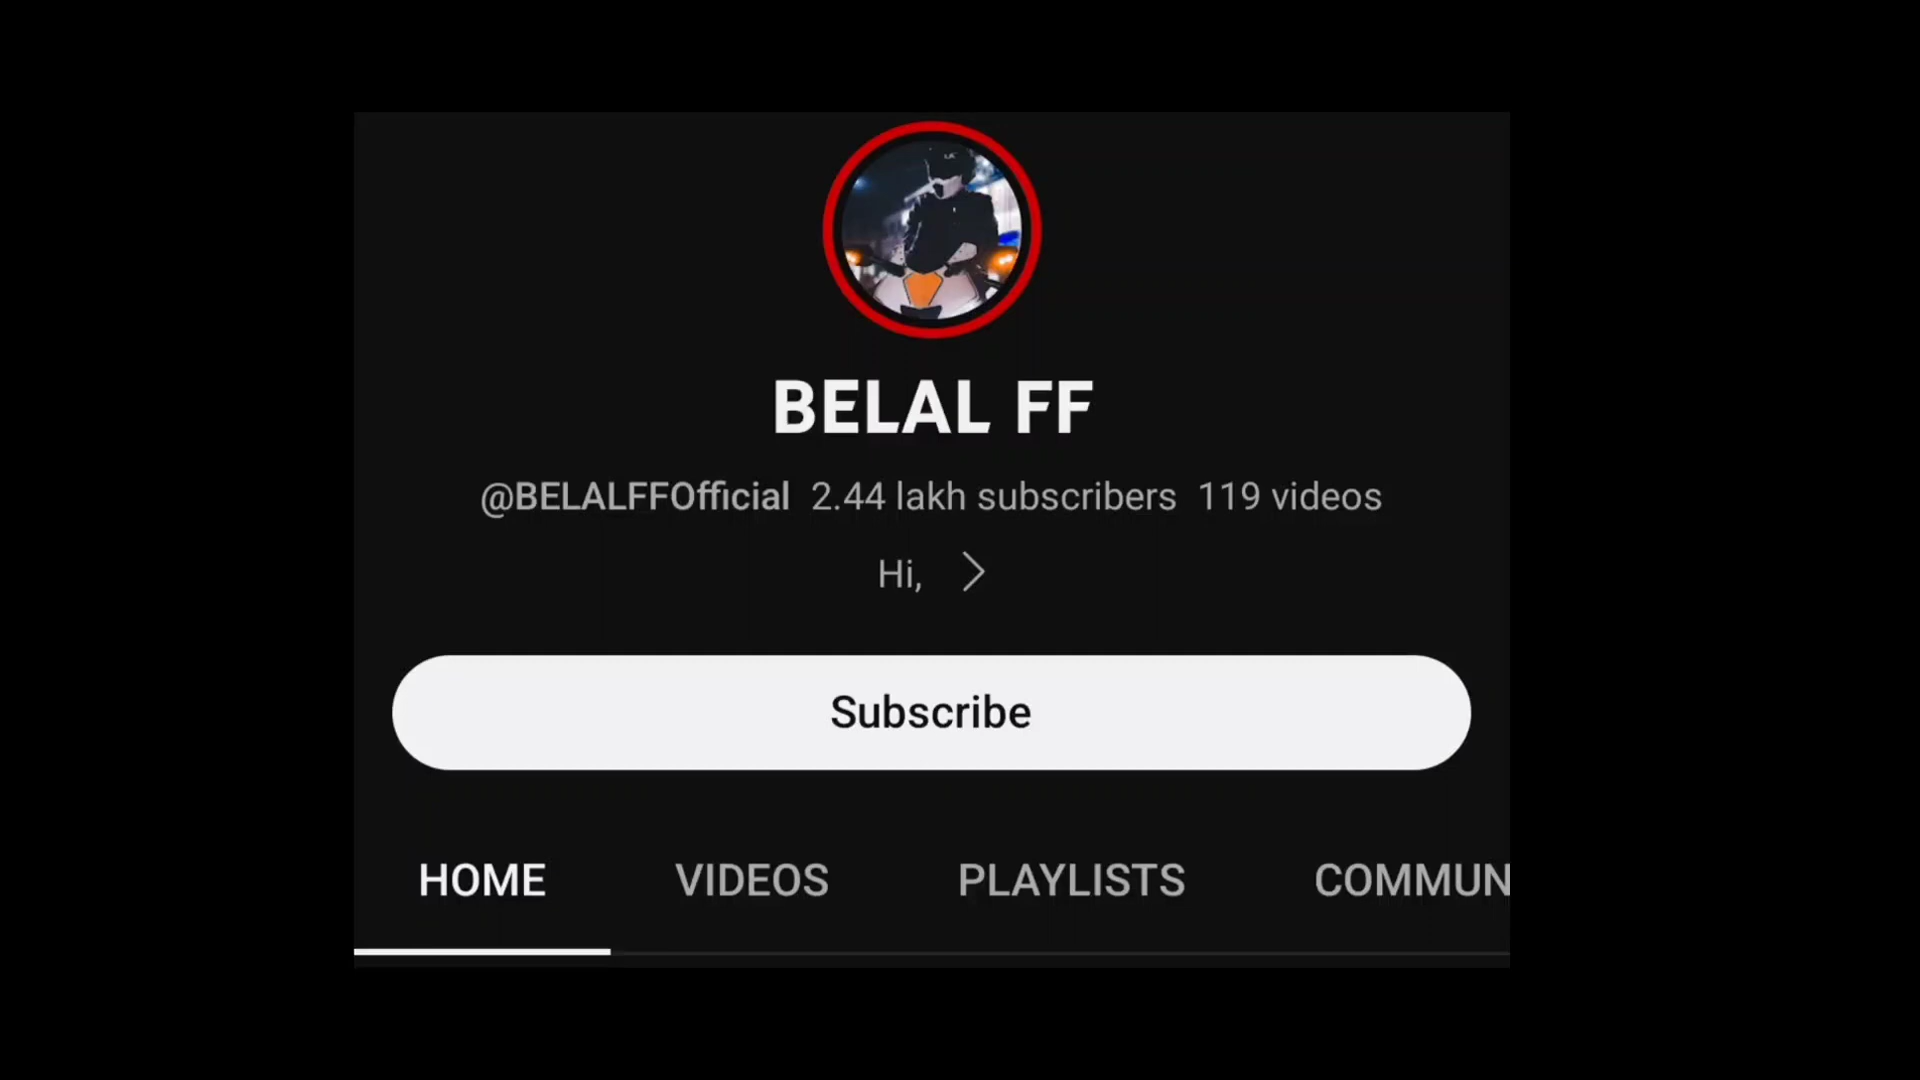 BELAL FF
@BELALFFOfficial 2.44 lakh subscribers 119 videos
Hi,
Subscribe
HOME VIDEOS PLAYLISTS COMMUN